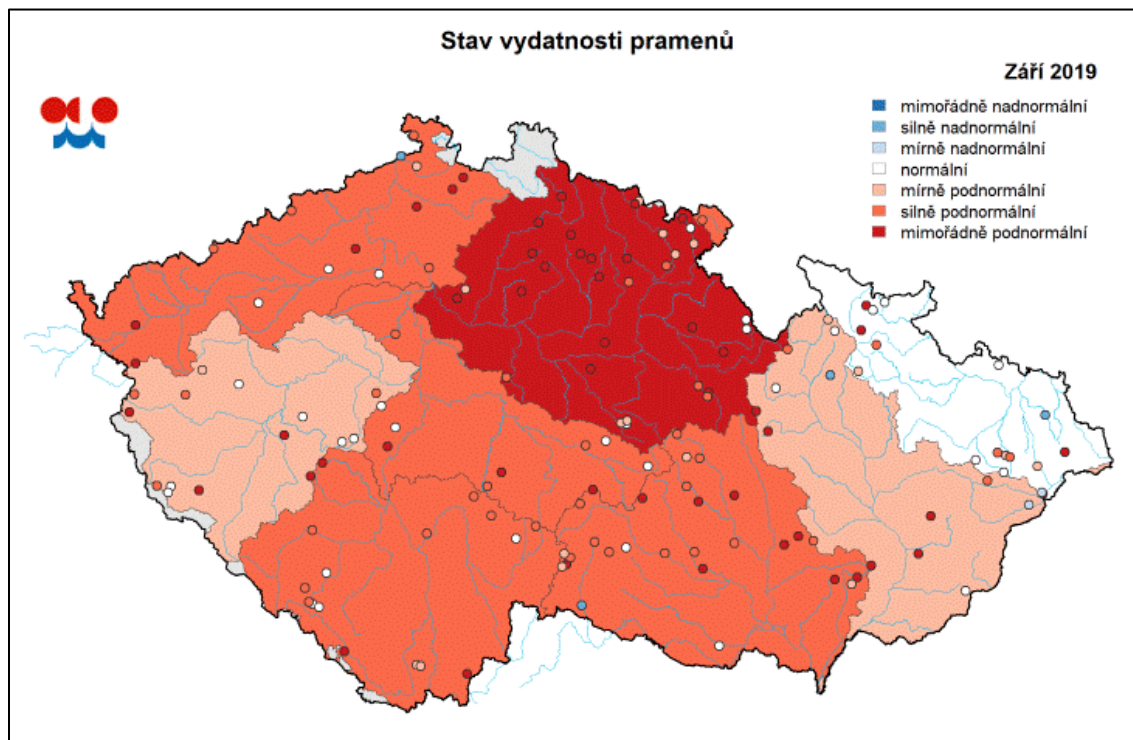 Stav vydatnosti pramenů
Září 2019
mimořádně nadnormální
silně nadnormální
mírně nadnormální
normální
mírně podnormální
silně podnormální
mimořádně podnormální